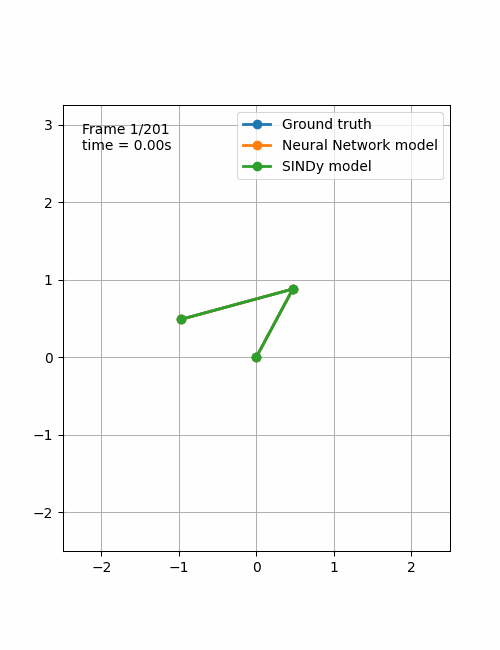 Frame 1/201
time = 0.00s
Ground truth
Neural Network model
SINDy model
3
2
1
0
−1
−2
−2
−1
0
1
2